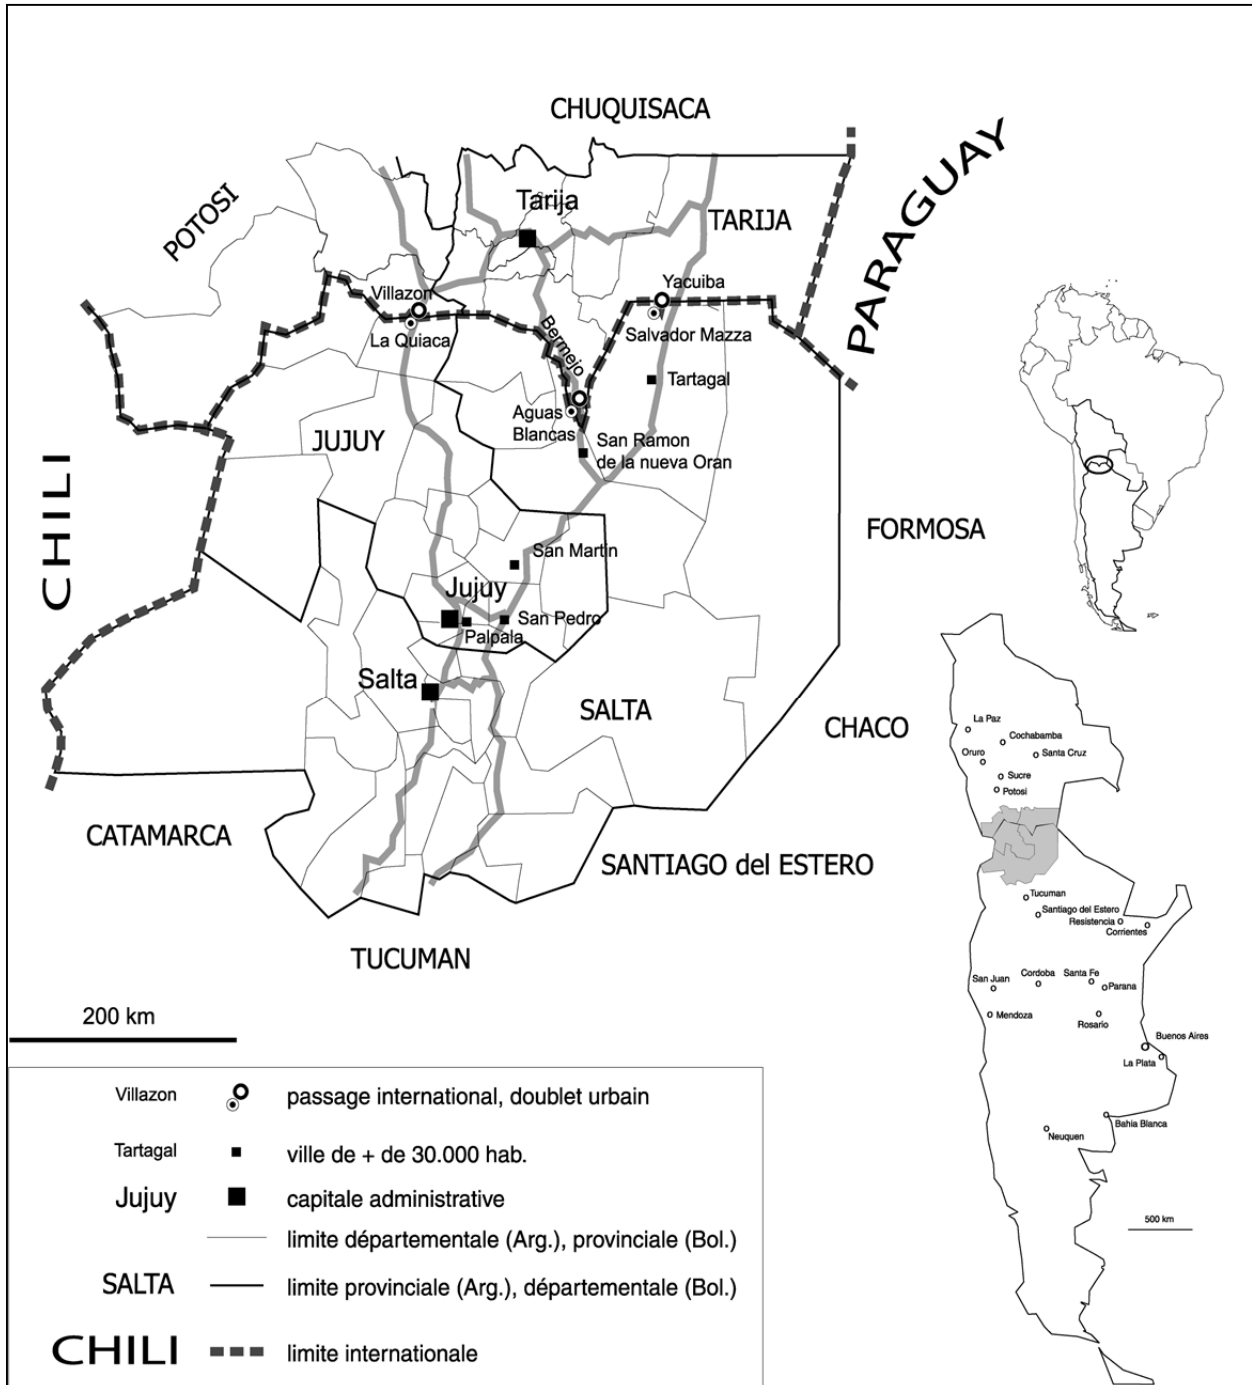 CHUQUISACA
POTOSI
Tarija
TARIJA
PARAGUAY
Villazon
Yacuiba
La Quiaca
Bermejo
Salvador Mazza
Tartagal
Aguas
Blancas
San Ramon
de la nueva Oran
JUJUY
CHILI
FORMOSA
San Martin
Jujuy
San Pedro
Palpala
Salta
SALTA
CHACO
CATAMARCA
SANTIAGO del ESTERO
TUCUMAN
200 km
La Paz
Cochabamba
Oruro
Santa Cruz
Sucre
Potosi
Tucuman
Santiago del Estero
Resistencia
Corrientes
San Juan
Cordoba
Santa Fe
Parana
Mendoza
Rosario
Buenos Aires
La Plata
Bahia Blanca
Neuquen
500 km
Villazon passage international, doublet urbain
Tartagal ville de + de 30.000 hab.
Jujuy capitale administrative
limite départementale (Arg.), provinciale (Bol.)
SALTA limite provinciale (Arg.), départementale (Bol.)
CHILI limite internationale